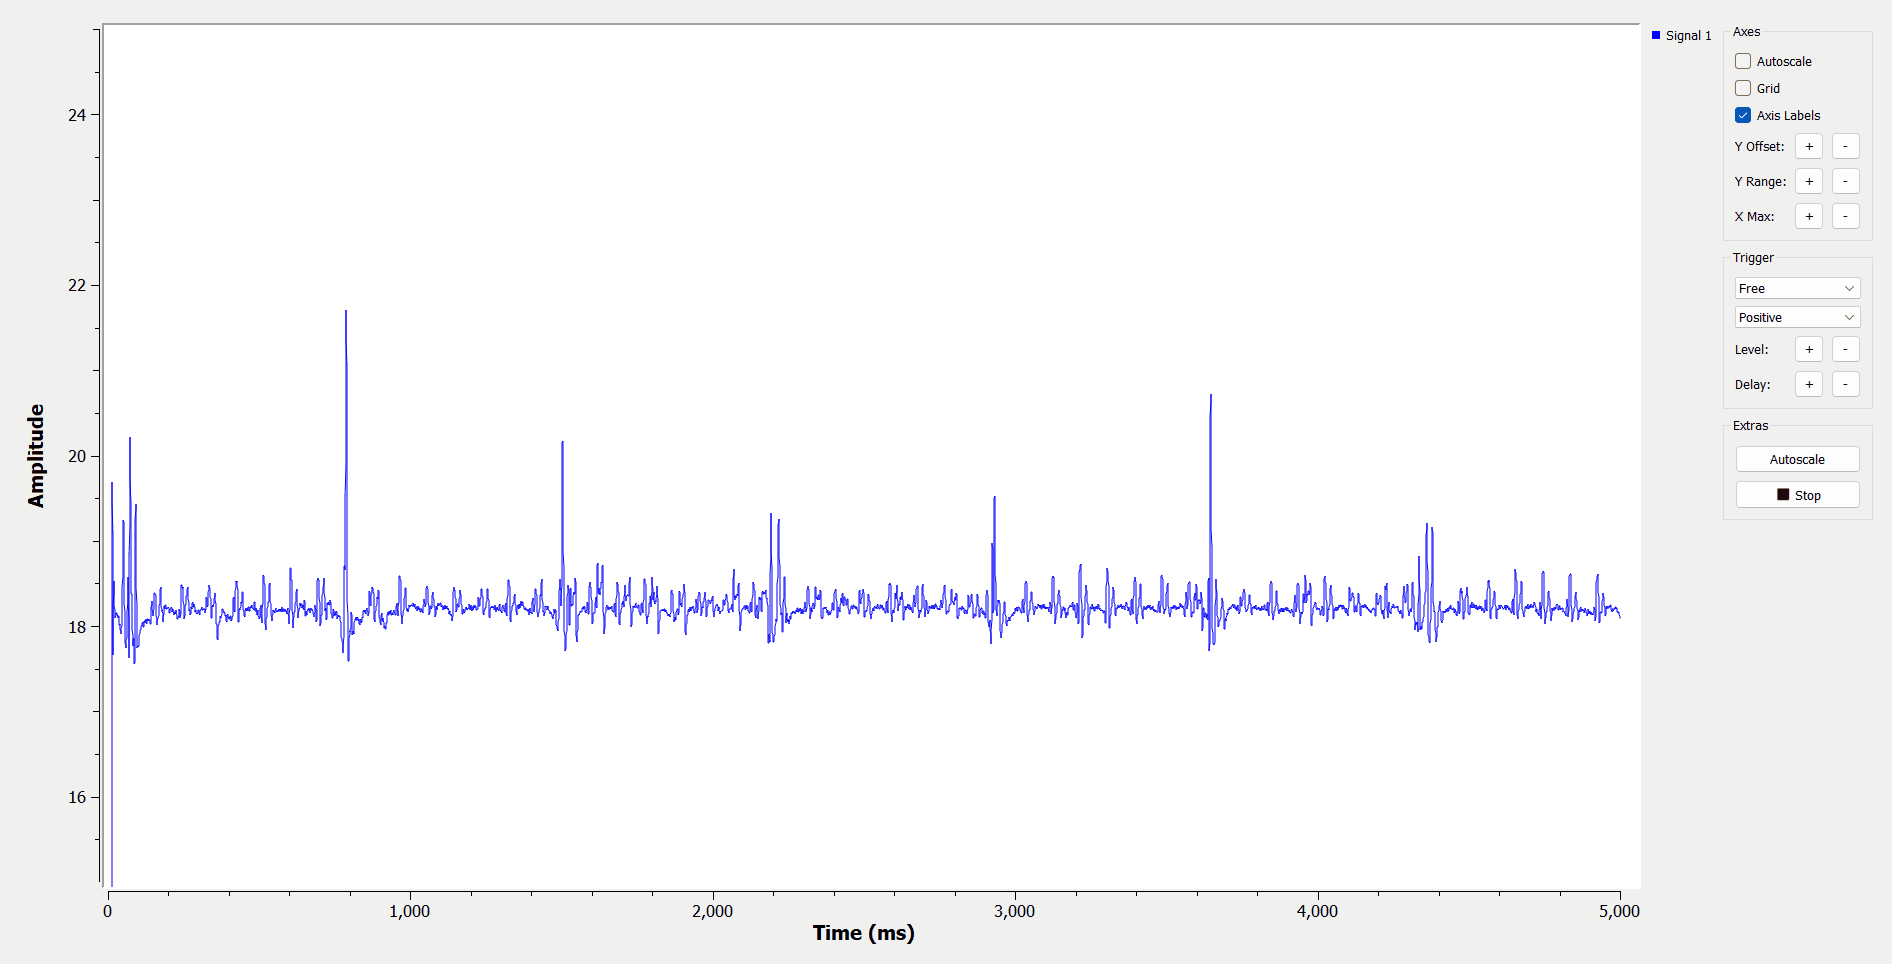 Signal 1
Axes
Autoscale
Grid
Axis Labels
Y Offset: + -
Y Range: + -
X Max: + -
Trigger
Free
Positive
Level: + -
Delay: + -
Extras
Autoscale
Stop
24
22
20
18
16
Amplitude
0 1,000 2,000 3,000 4,000 5,000
Time (ms)